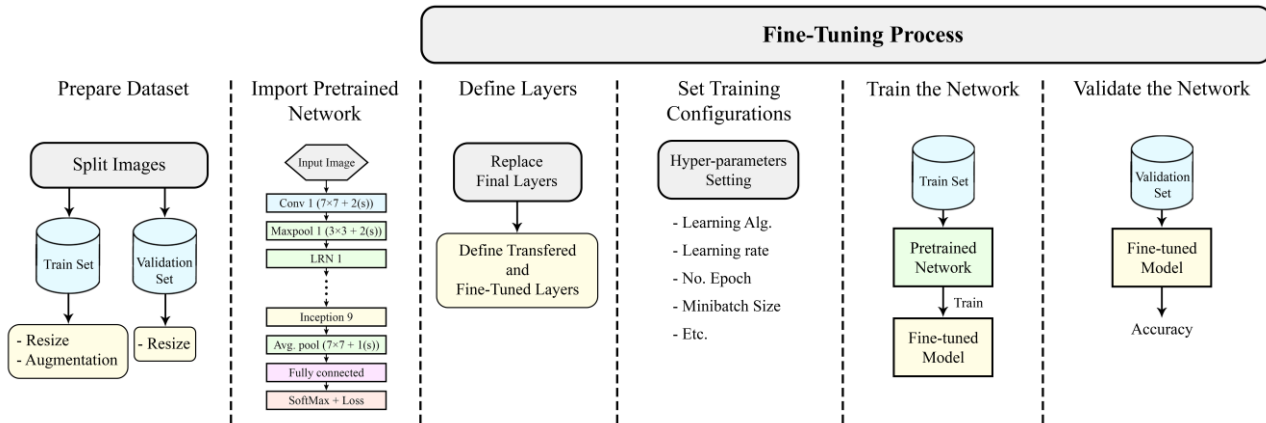 Fine-Tuning Process
Prepare Dataset
Split Images
Train Set
Validation
Set
- Resize
- Augmentation
- Resize
Import Pretrained
Network
Input Image
Conv 1 (7×7 + 2(s))
Maxpool 1 (3×3 + 2(s))
LRN 1
Inception 9
Avg. pool (7×7 + 1(s))
Fully connected
SoftMax + Loss
Define Layers
Replace
Final Layers
Define Transfered
and
Fine-Tuned Layers
Set Training
Configurations
Hyper-parameters
Setting
- Learning Alg.
- Learning rate
- No. Epoch
- Minibatch Size
- Etc.
Train the Network
Train Set
Pretrained
Network
Train
Fine-tuned
Model
Validate the Network
Validation
Set
Fine-tuned
Model
Accuracy